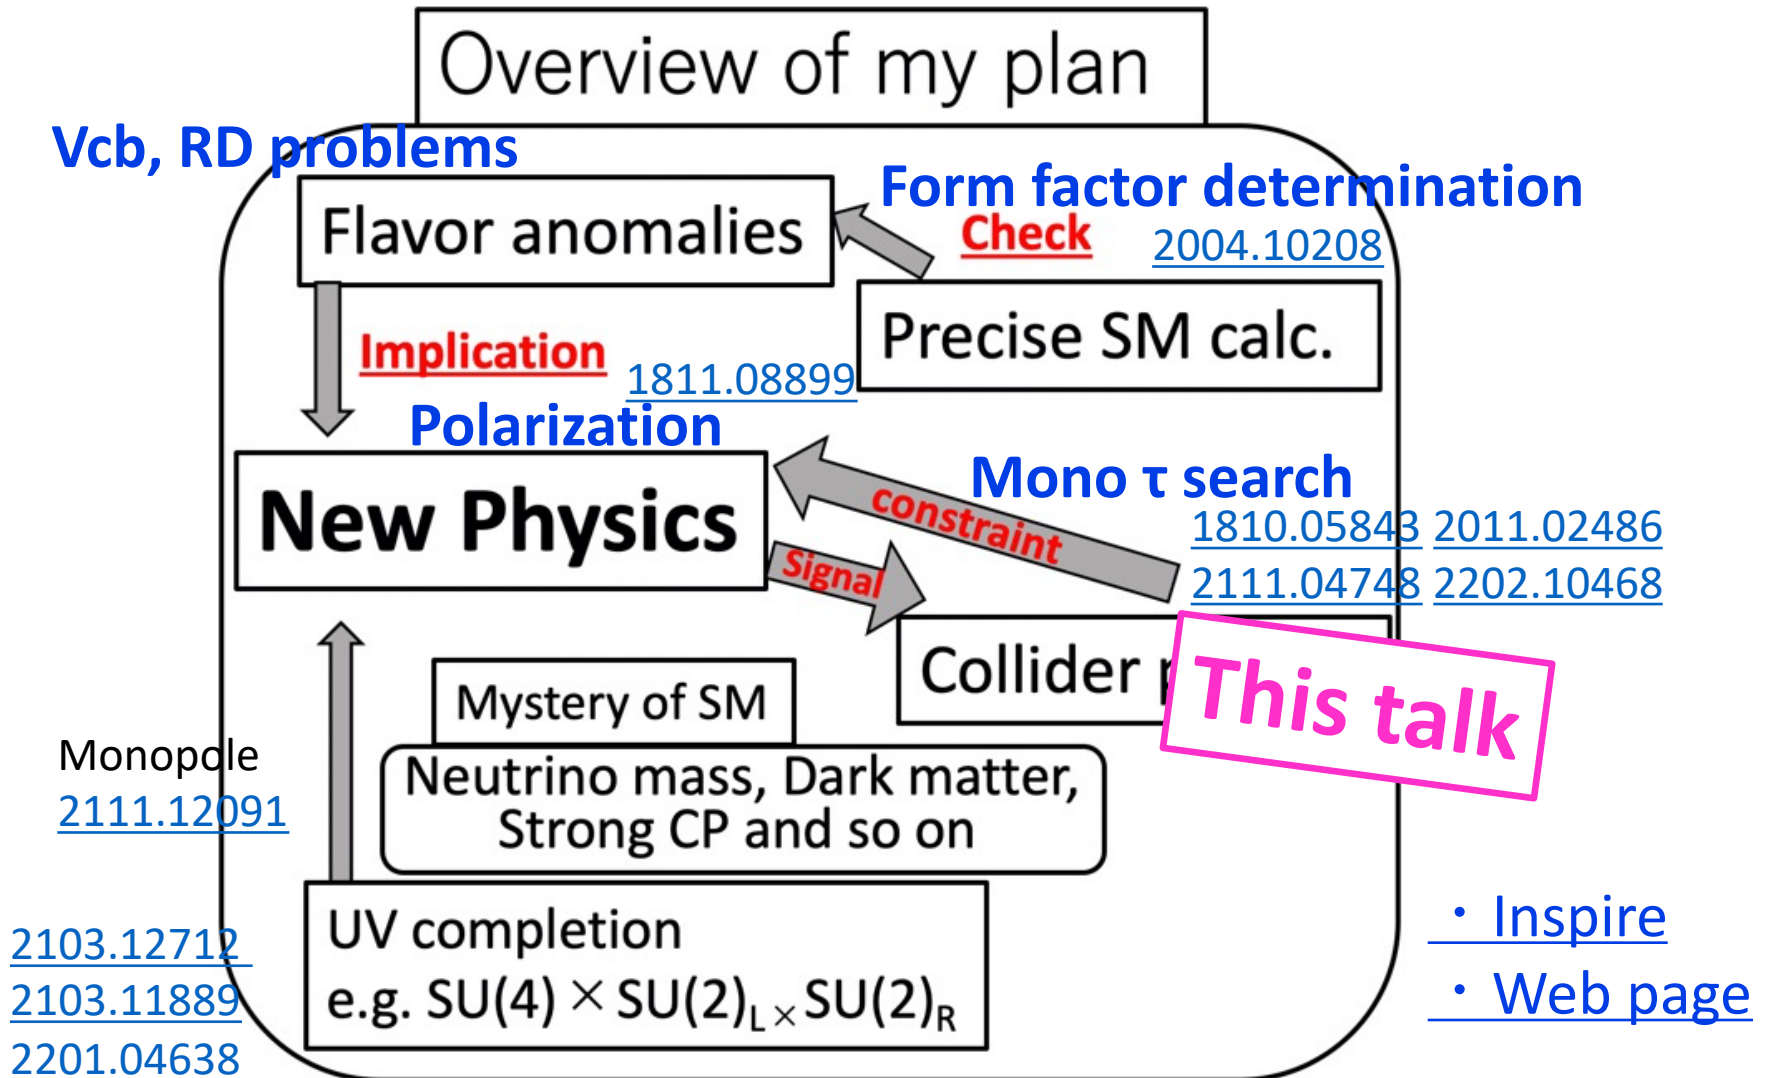 Overview of my plan
Vcb, RD problems
Form factor determination
Flavor anomalies
Check
2004.10208
Precise SM calc.
Implication
1811.08899
Polarization
Mono τ search
New Physics
constraint
1810.05843 2011.02486
Signal
2111.04748 2202.10468
Collider
This talk
Mystery of SM
Monopole
2111.12091
Neutrino mass, Dark matter,
Strong CP and so on
UV completion
e.g. SU(4) × SU(2)L × SU(2)R
2103.12712
2103.11889
2201.04638
・ Inspire
・ Web page